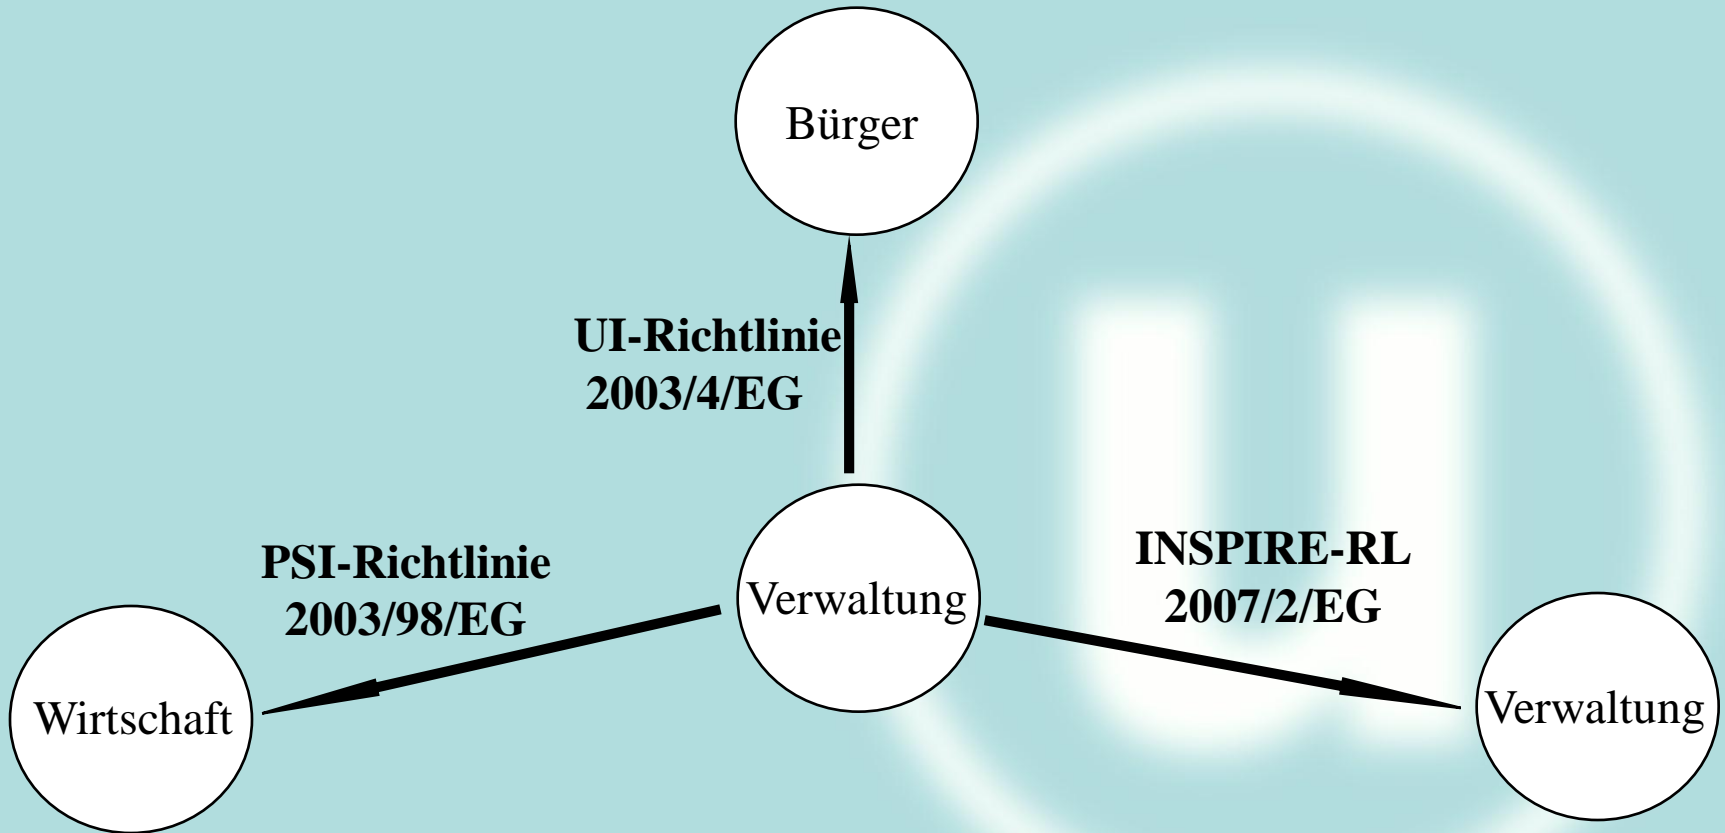 Bürger
UI-Richtlinie
2003/4/EG
PSI-Richtlinie
2003/98/EG
Verwaltung
INSPIRE-RL
2007/2/EG
Wirtschaft
Verwaltung
u